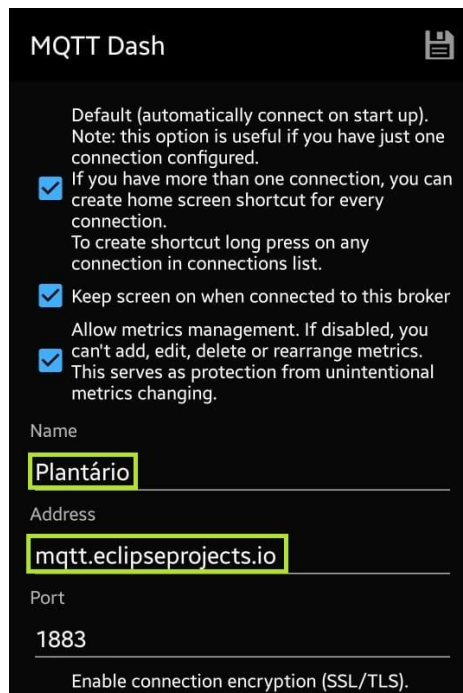 MQTT Dash
Default (automatically connect on start up).
Note: this option is useful if you have just one
connection configured.
If you have more than one connection, you can
create home screen shortcut for every
connection.
To create shortcut long press on any
connection in connections list.
Keep screen on when connected to this broker
Allow metrics management. If disabled, you
can't add, edit, delete or rearrange metrics.
This serves as protection from unintentional
metrics changing.
Name
Plantário
Address
mqtt.eclipseprojects.io
Port
1883
Enable connection encryption (SSL/TLS).